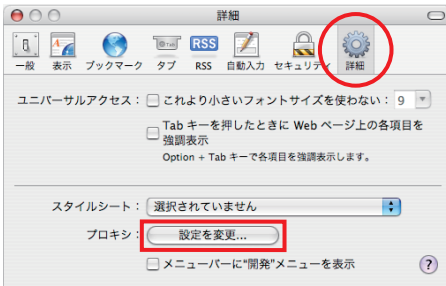 詳細
一般 表示 ブックマーク タブ RSS 自動入力 セキュリティ 詳細
ユニバーサルアクセス： これより小さいフォントサイズを使わない： 9
Tab キーを押したときに Web ページ上の各項目を
強調表示
Option + Tab キーで各項目を強調表示します。
スタイルシート： 選択されていません
プロキシ： 設定を変更...
メニューバーに“開発”メニューを表示 ?